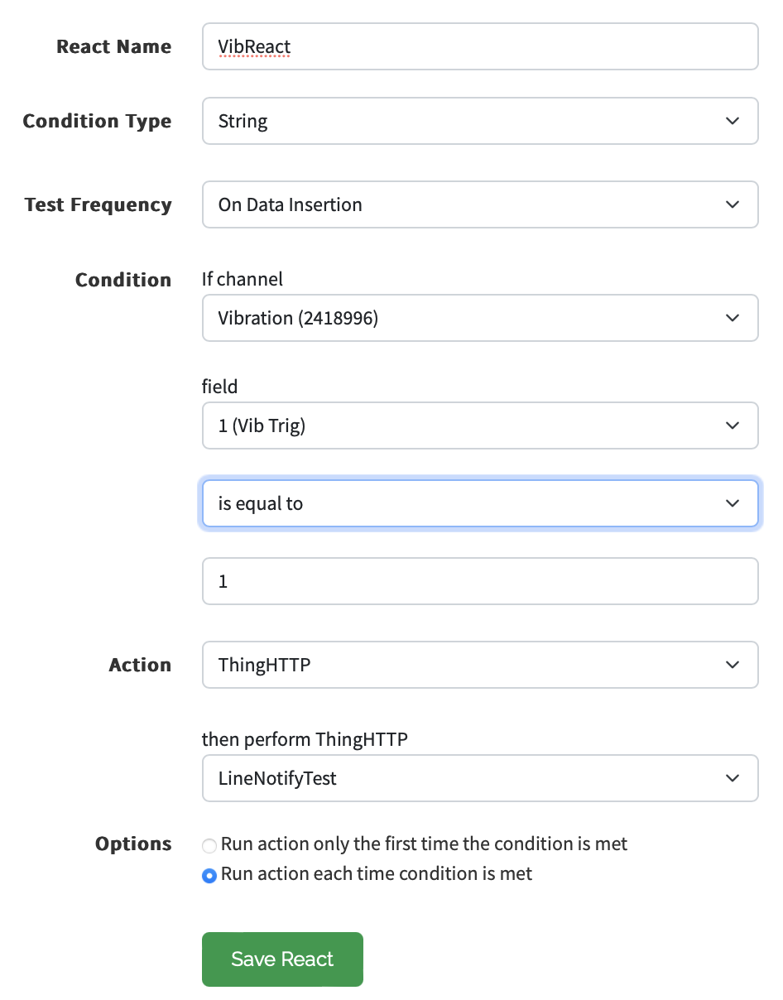 React Name VibReact
Condition Type String
Test Frequency On Data Insertion
Condition If channel
Vibration (2418996)
field
1 (Vib Trig)
is equal to
1
Action ThingHTTP
then perform ThingHTTP
LineNotifyTest
Options Run action only the first time the condition is met
Run action each time condition is met
Save React